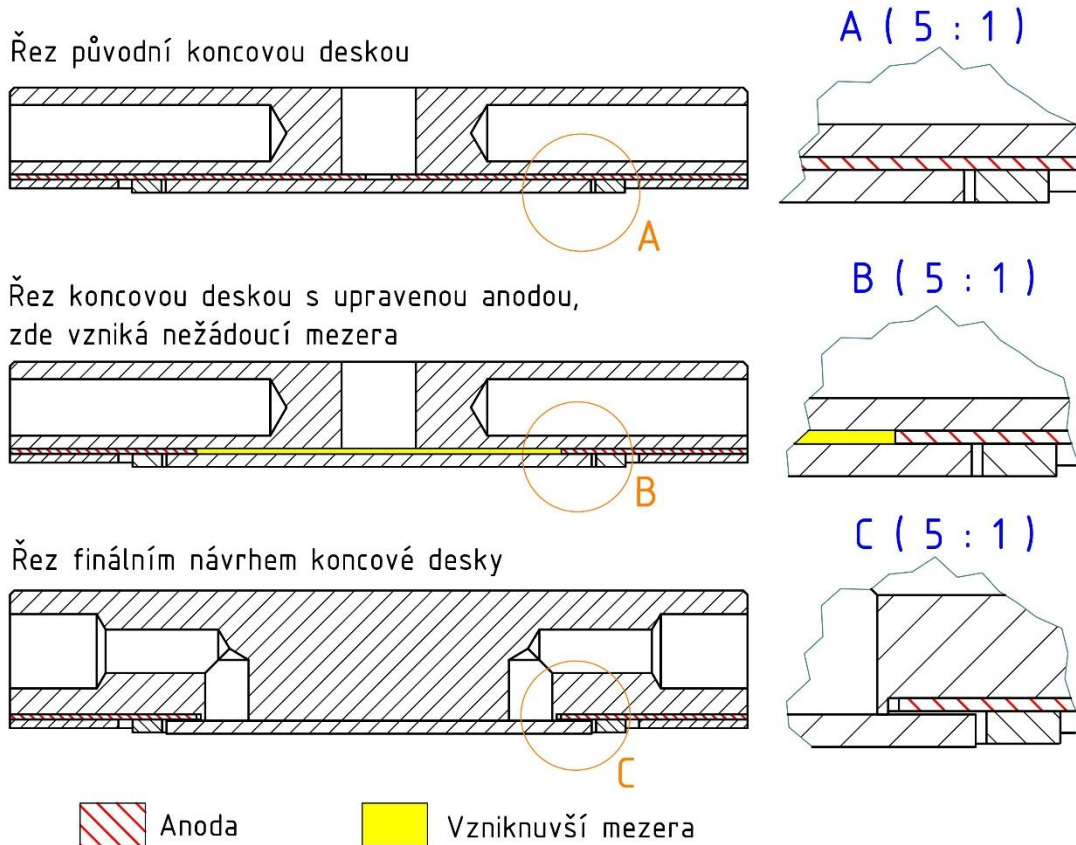 Řez původní koncovou deskou
A ( 5 : 1 )
A
Řez koncovou deskou s upravenou anodou,
zde vzniká nežádoucí mezera
B ( 5 : 1 )
B
Řez finálním návrhem koncové desky
C ( 5 : 1 )
C
Anoda
Vzniknuvší mezera